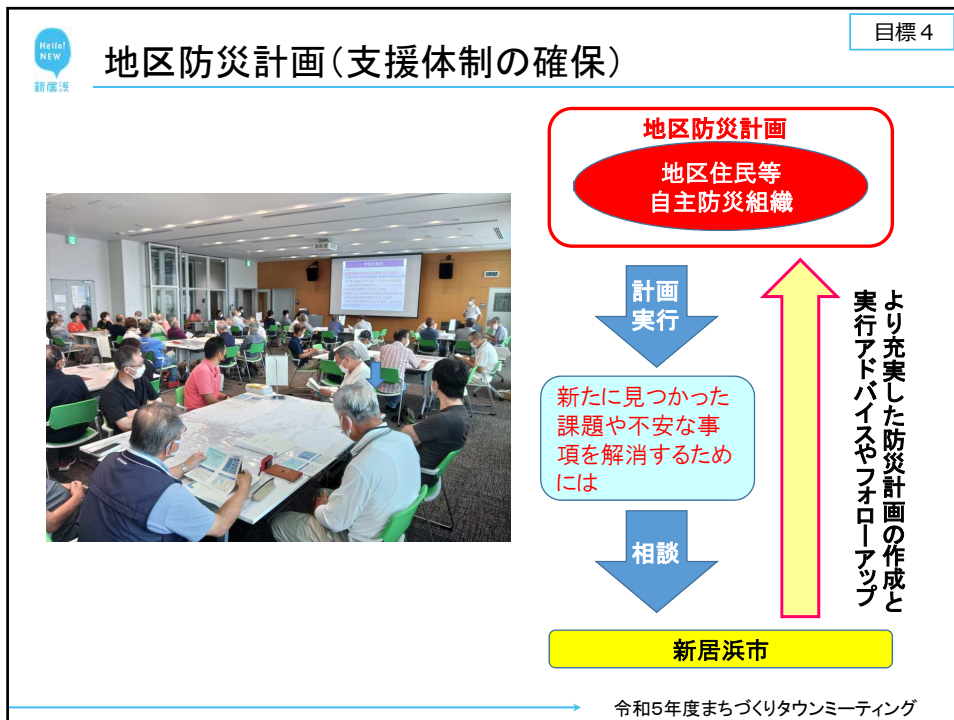 目標４
Hello!
NEW
新居浜
地区防災計画（支援体制の確保）
地区防災計画
地区住民等
自主防災組織
計画
実行
新たに見つかった
課題や不安な事
項を解消するため
には
相談
新居浜市
より充実した防災計画の作成と
実行アドバイスやフォローアップ
令和5年度まちづくりタウンミーティング